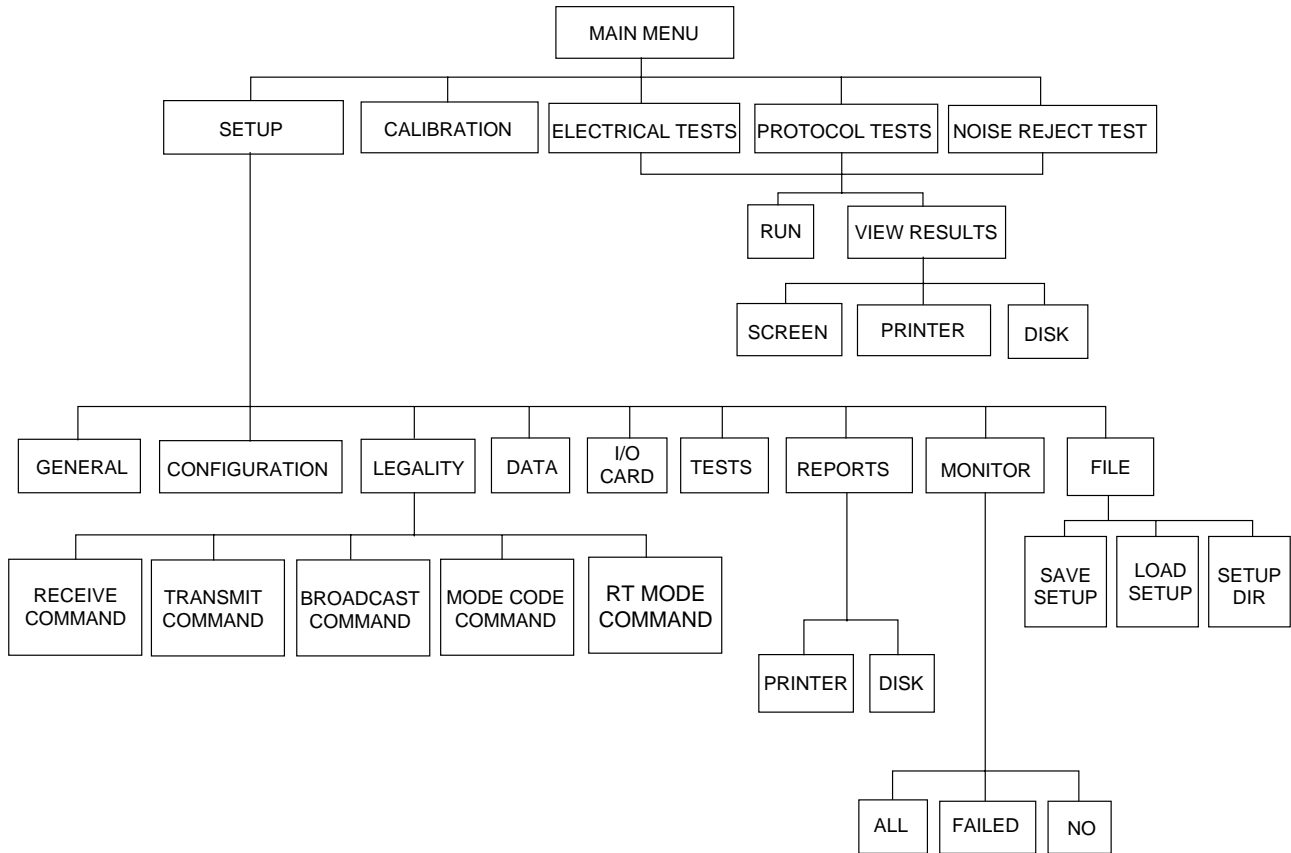 MAIN MENU
SETUP
CALIBRATION
ELECTRICAL TESTS
PROTOCOL TESTS
NOISE REJECT TEST
RUN
VIEW RESULTS
SCREEN
PRINTER
DISK
GENERAL
CONFIGURATION
LEGALITY
DATA
I/O
CARD
TESTS
REPORTS
MONITOR
FILE
RECEIVE
COMMAND
TRANSMIT
COMMAND
BROADCAST
COMMAND
MODE CODE
COMMAND
RT MODE
COMMAND
SAVE
SETUP
LOAD
SETUP
SETUP
DIR
PRINTER
DISK
ALL
FAILED
NO